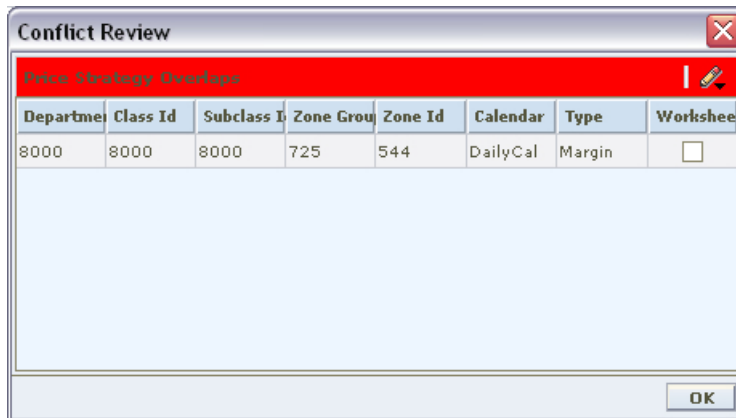 Conflict Review
Price Strategy Overlaps
Departmer Class Id Subclass I Zone Grou Zone Id Calendar Type Workshee
8000 8000 8000 725 544 DailyCal Margin
OK